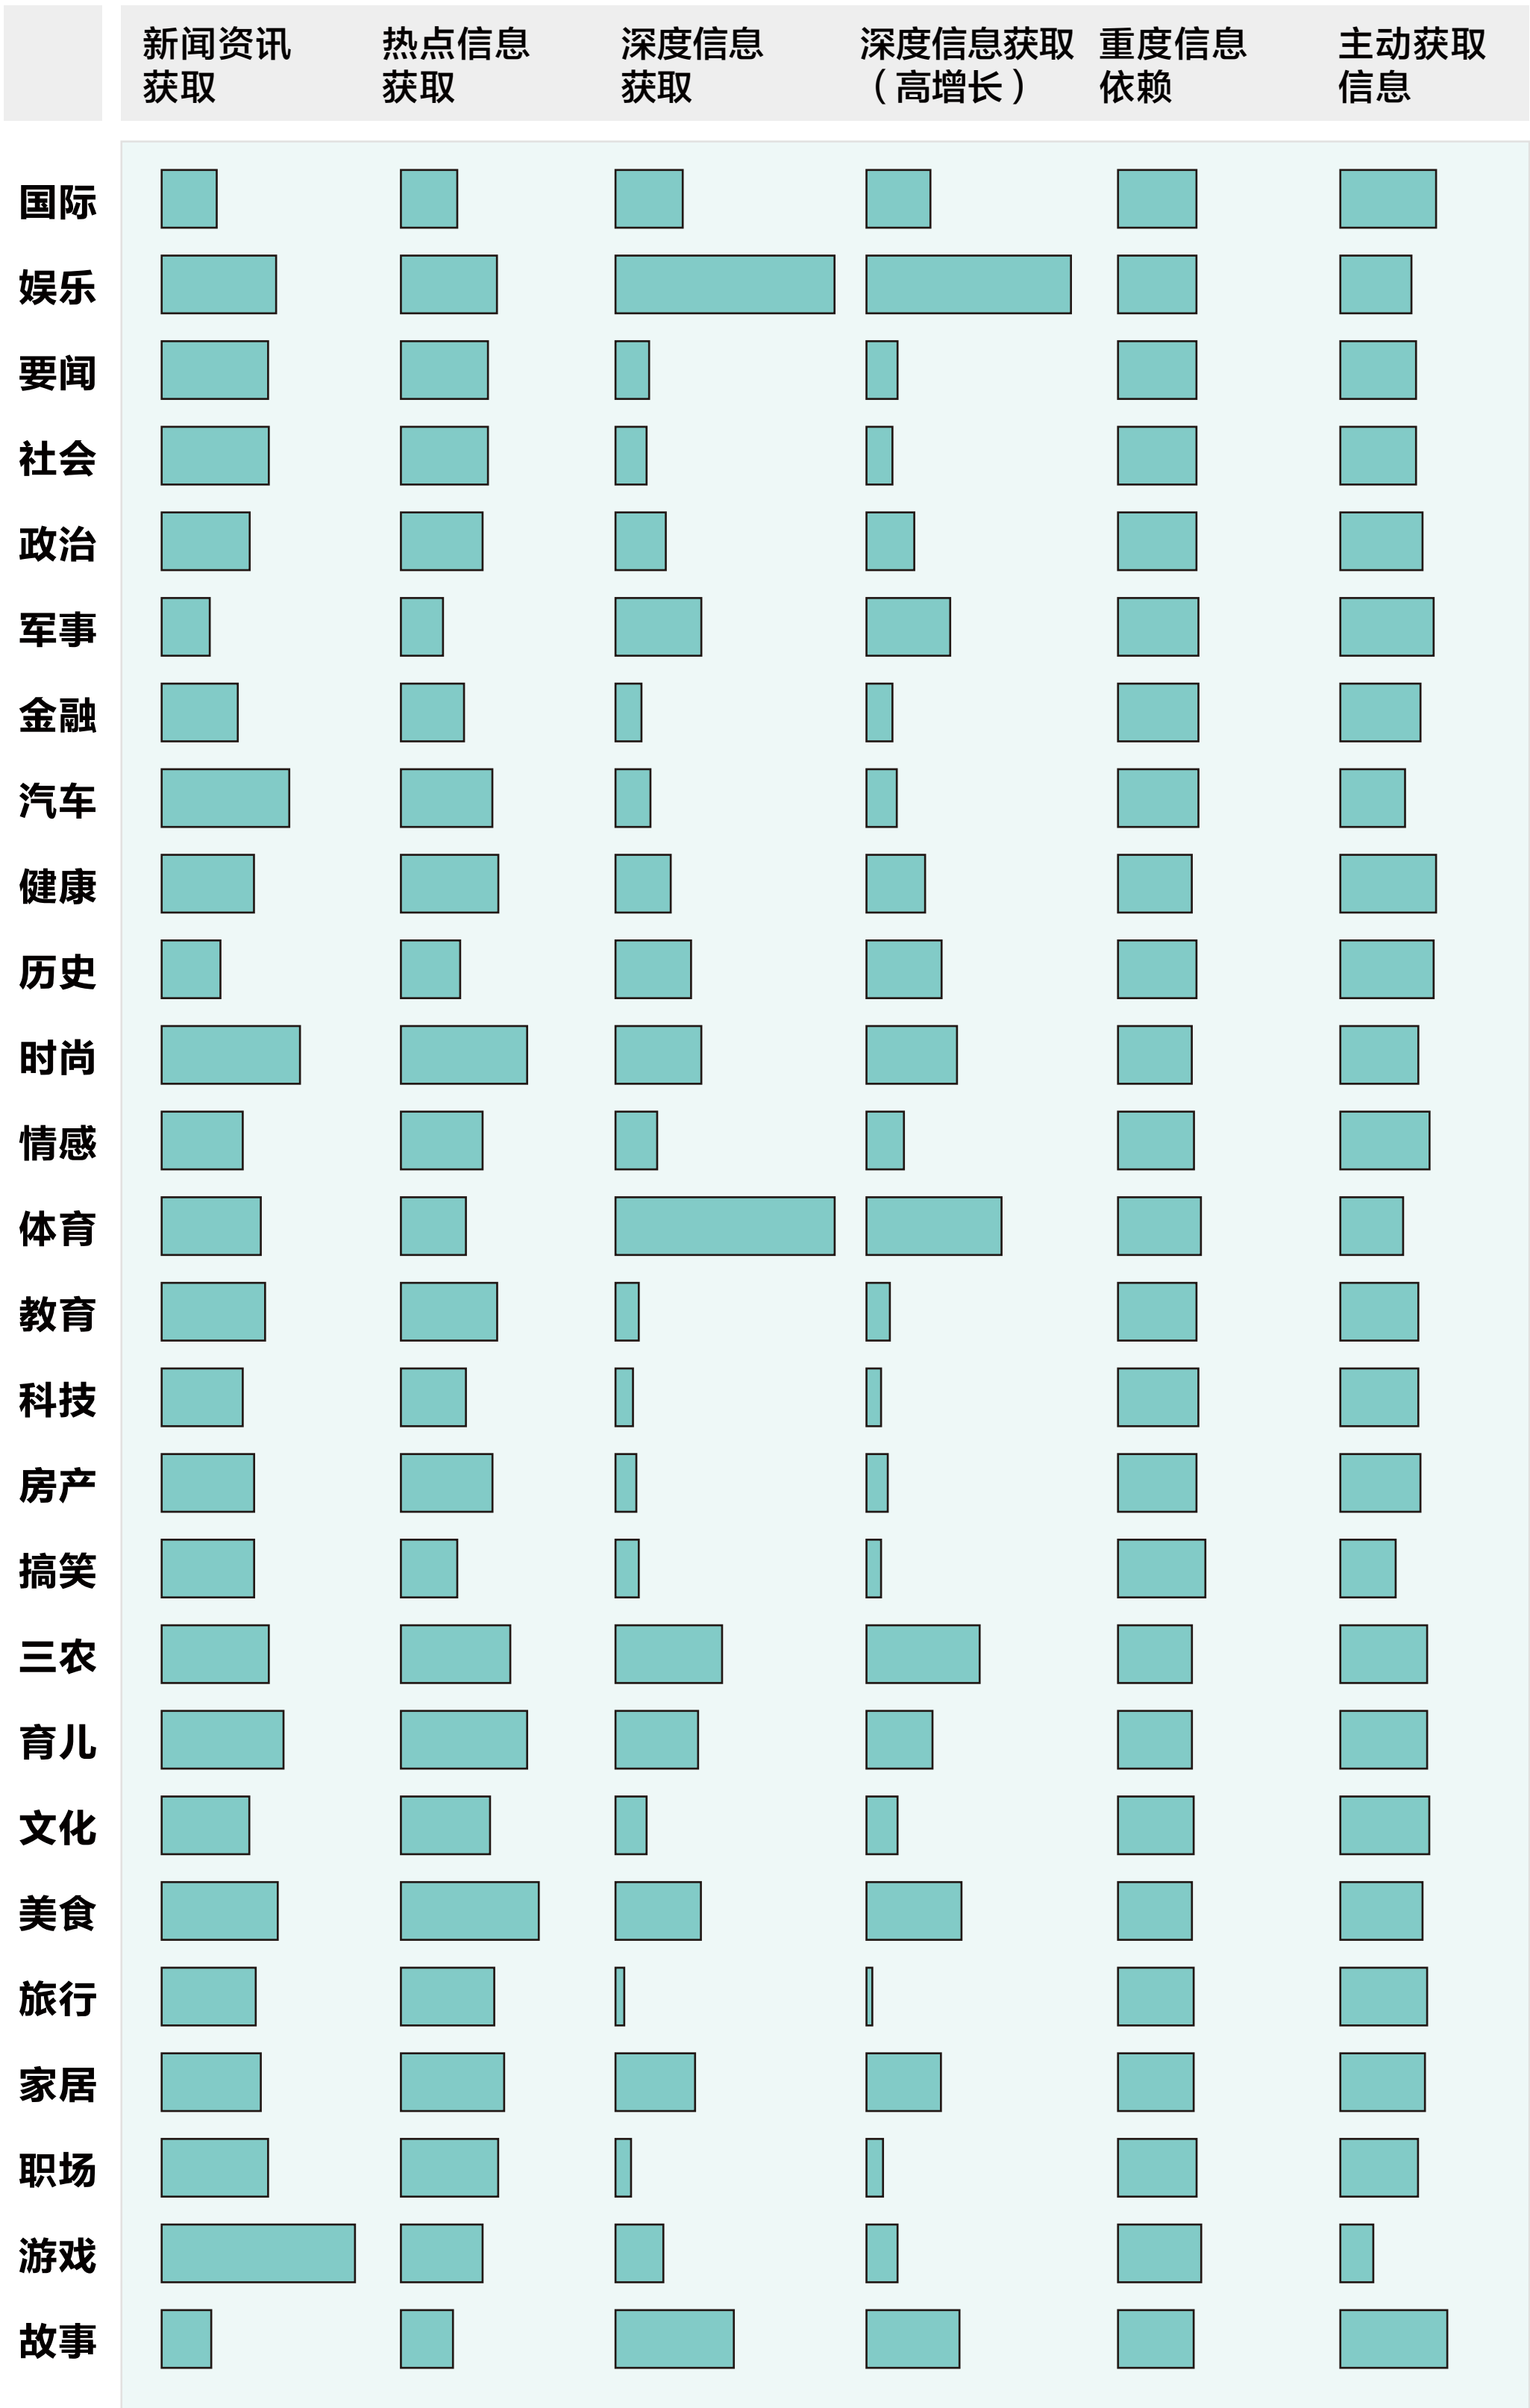 新闻资讯
获取
热点信息
获取
深度信息
获取
深度信息获取
（高增长）
重度信息
依赖
主动获取
信息
国际
娱乐
要闻
社会
政治
军事
金融
汽车
健康
历史
时尚
情感
体育
教育
科技
房产
搞笑
三农
育儿
文化
美食
旅行
家居
职场
游戏
故事